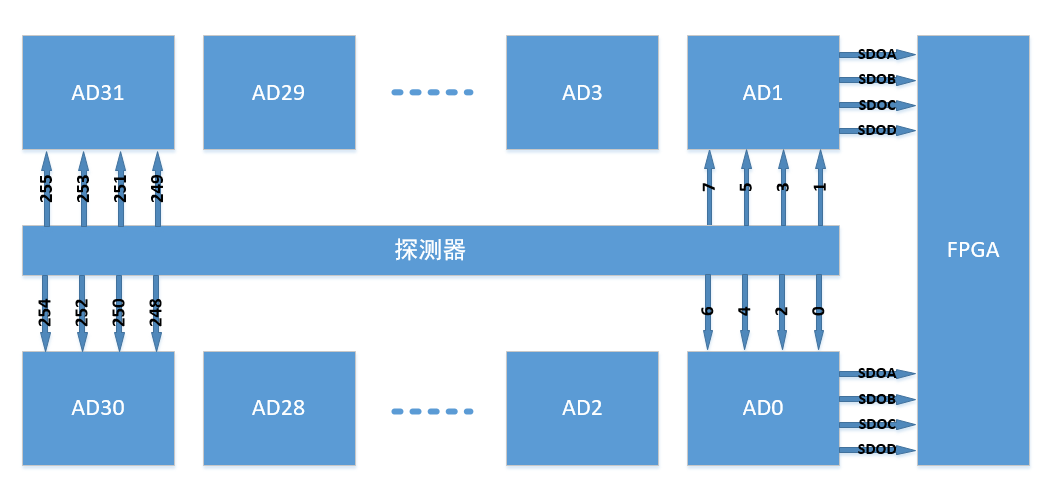 AD31
AD29
AD3
AD1
SDOA
SDOB
SDOC
SDOD
255
253
251
249
7
5
3
1
探测器
FPGA
254
252
250
248
6
4
2
0
AD30
AD28
AD2
AD0
SDOA
SDOB
SDOC
SDOD